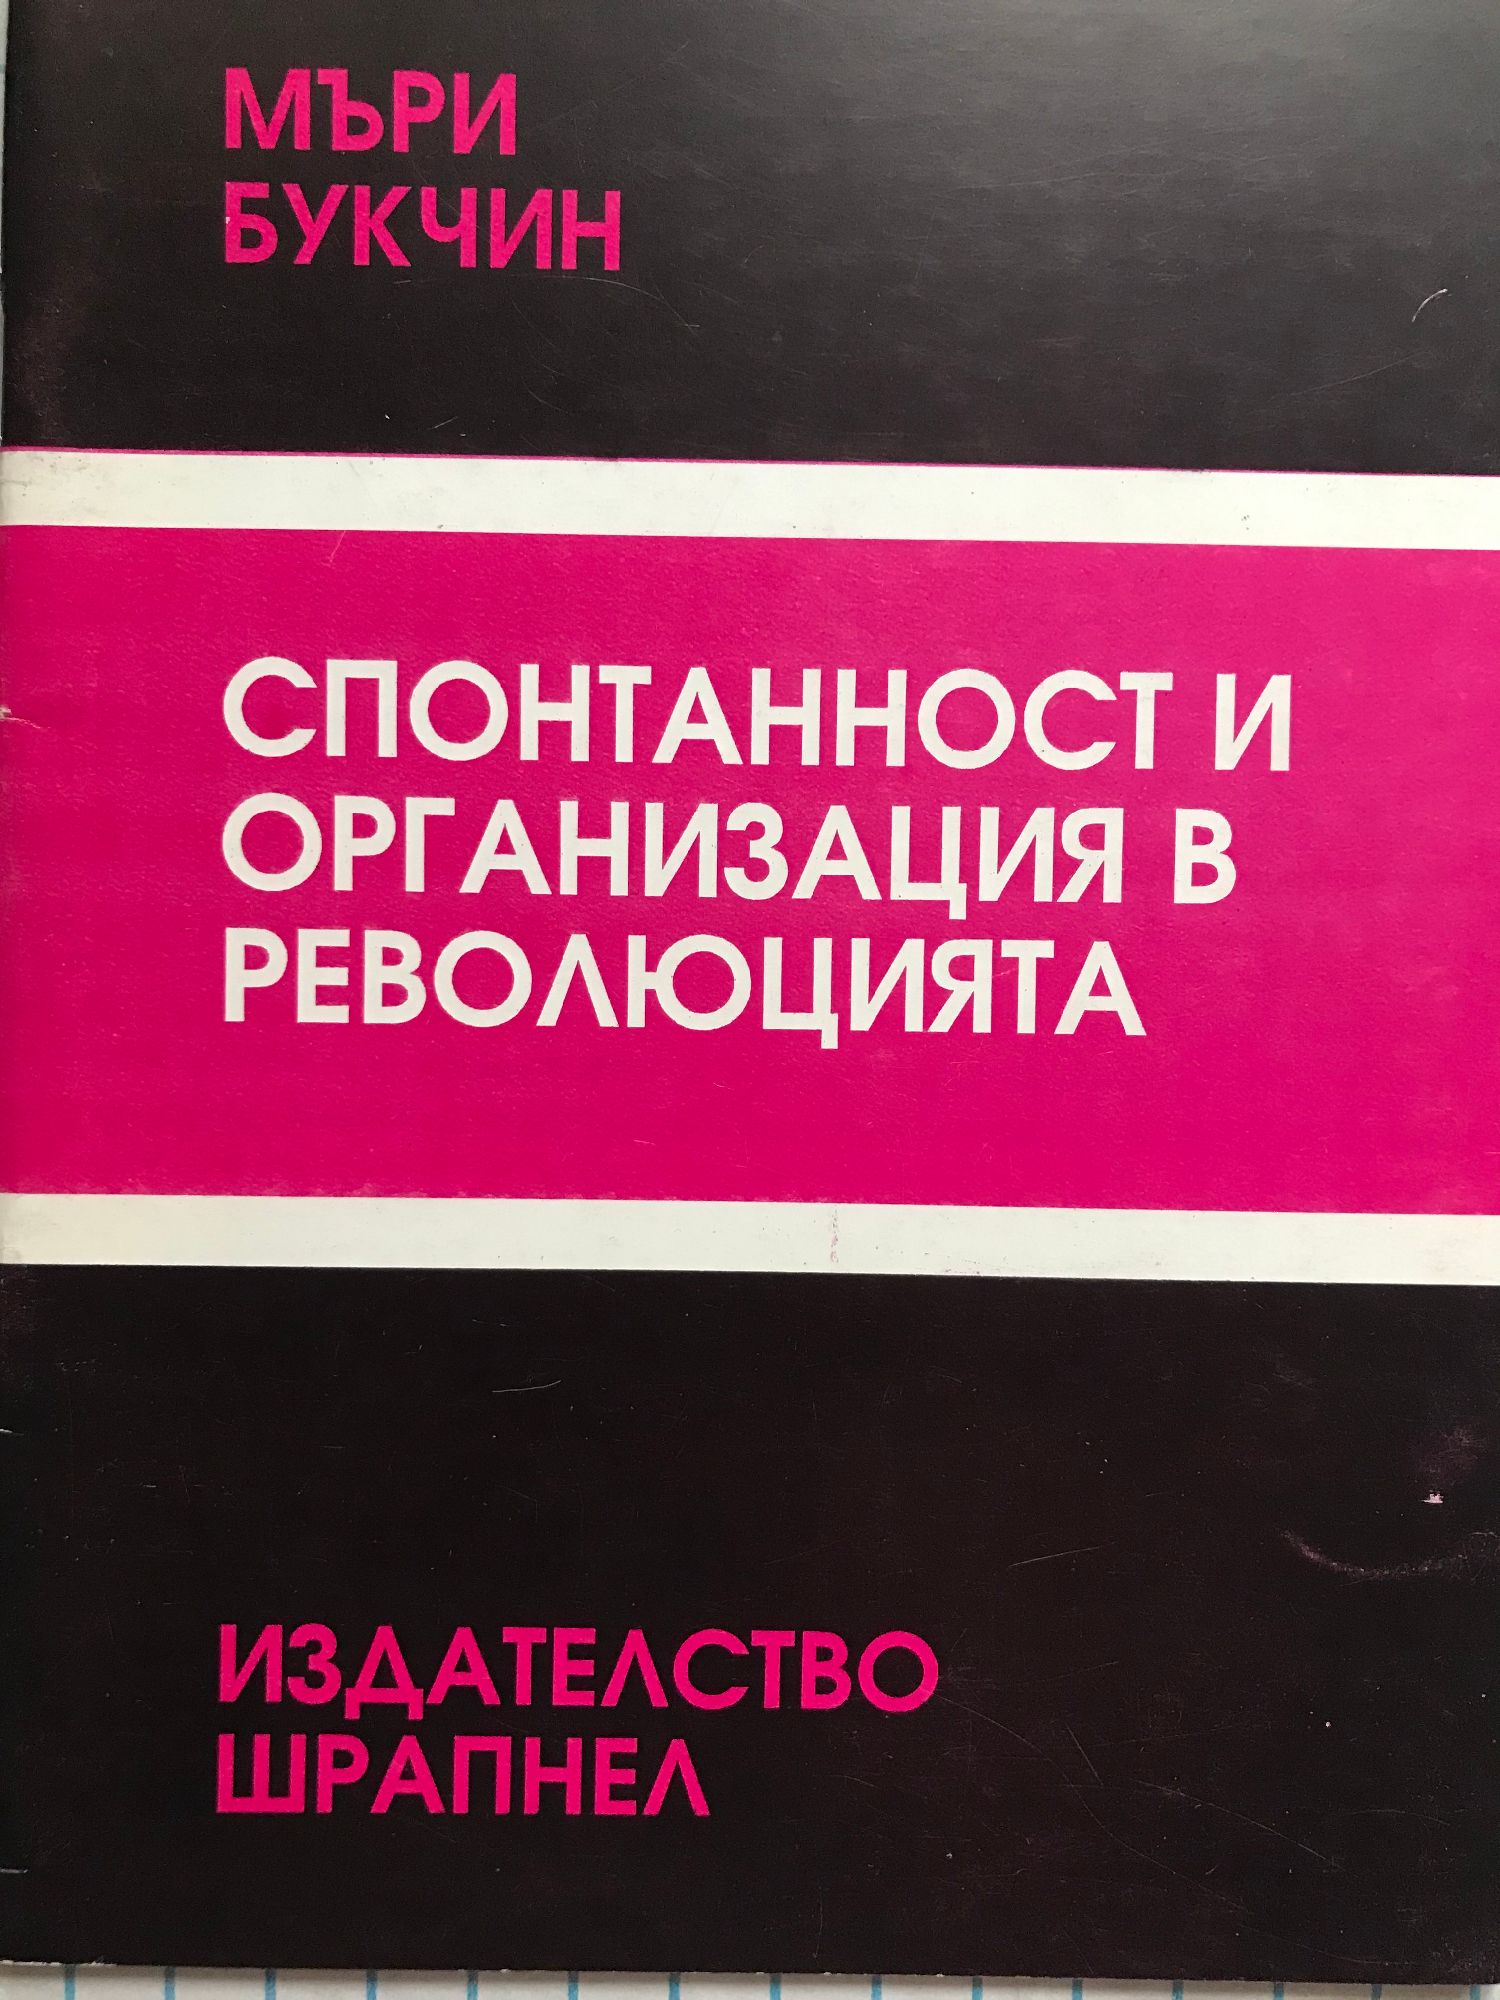 МЪРИ
БУКЧИН
СПОНТАННОСТ И
ОРГАНИЗАЦИЯ В
РЕВОЛЮЦИЯТА
ИЗДАТЕЛСТВО
ШРАПНЕЛ